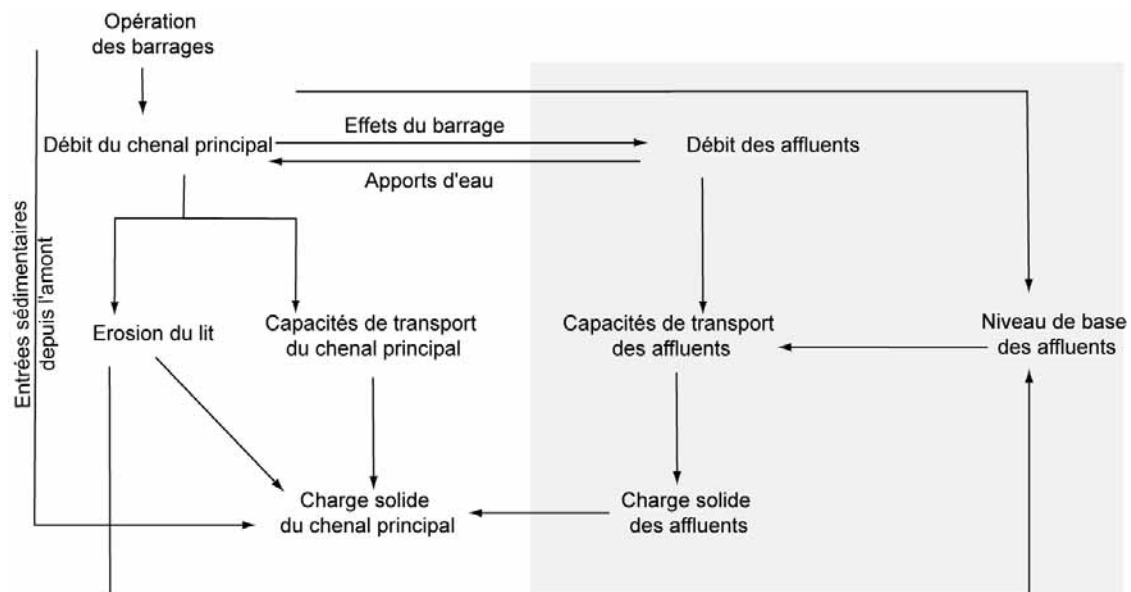 Opération
des barrages
Effets du barrage
Débit du chenal principal
Débit des affluents
Apports d'eau
Entrées sédimentaires
depuis l'amont
Erosion du lit
Capacités de transport
du chenal principal
Capacités de transport
des affluents
Niveau de base
des affluents
Charge solide
du chenal principal
Charge solide
des affluents